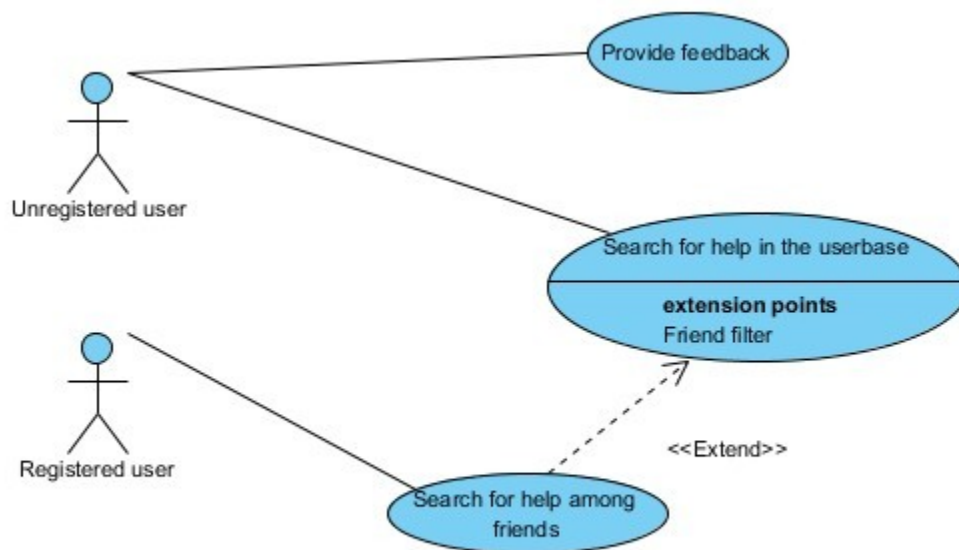 Provide feedback
Unregistered user
Search for help in the userbase
extension points
Friend filter
<<Extend>>
Registered user
Search for help among
friends